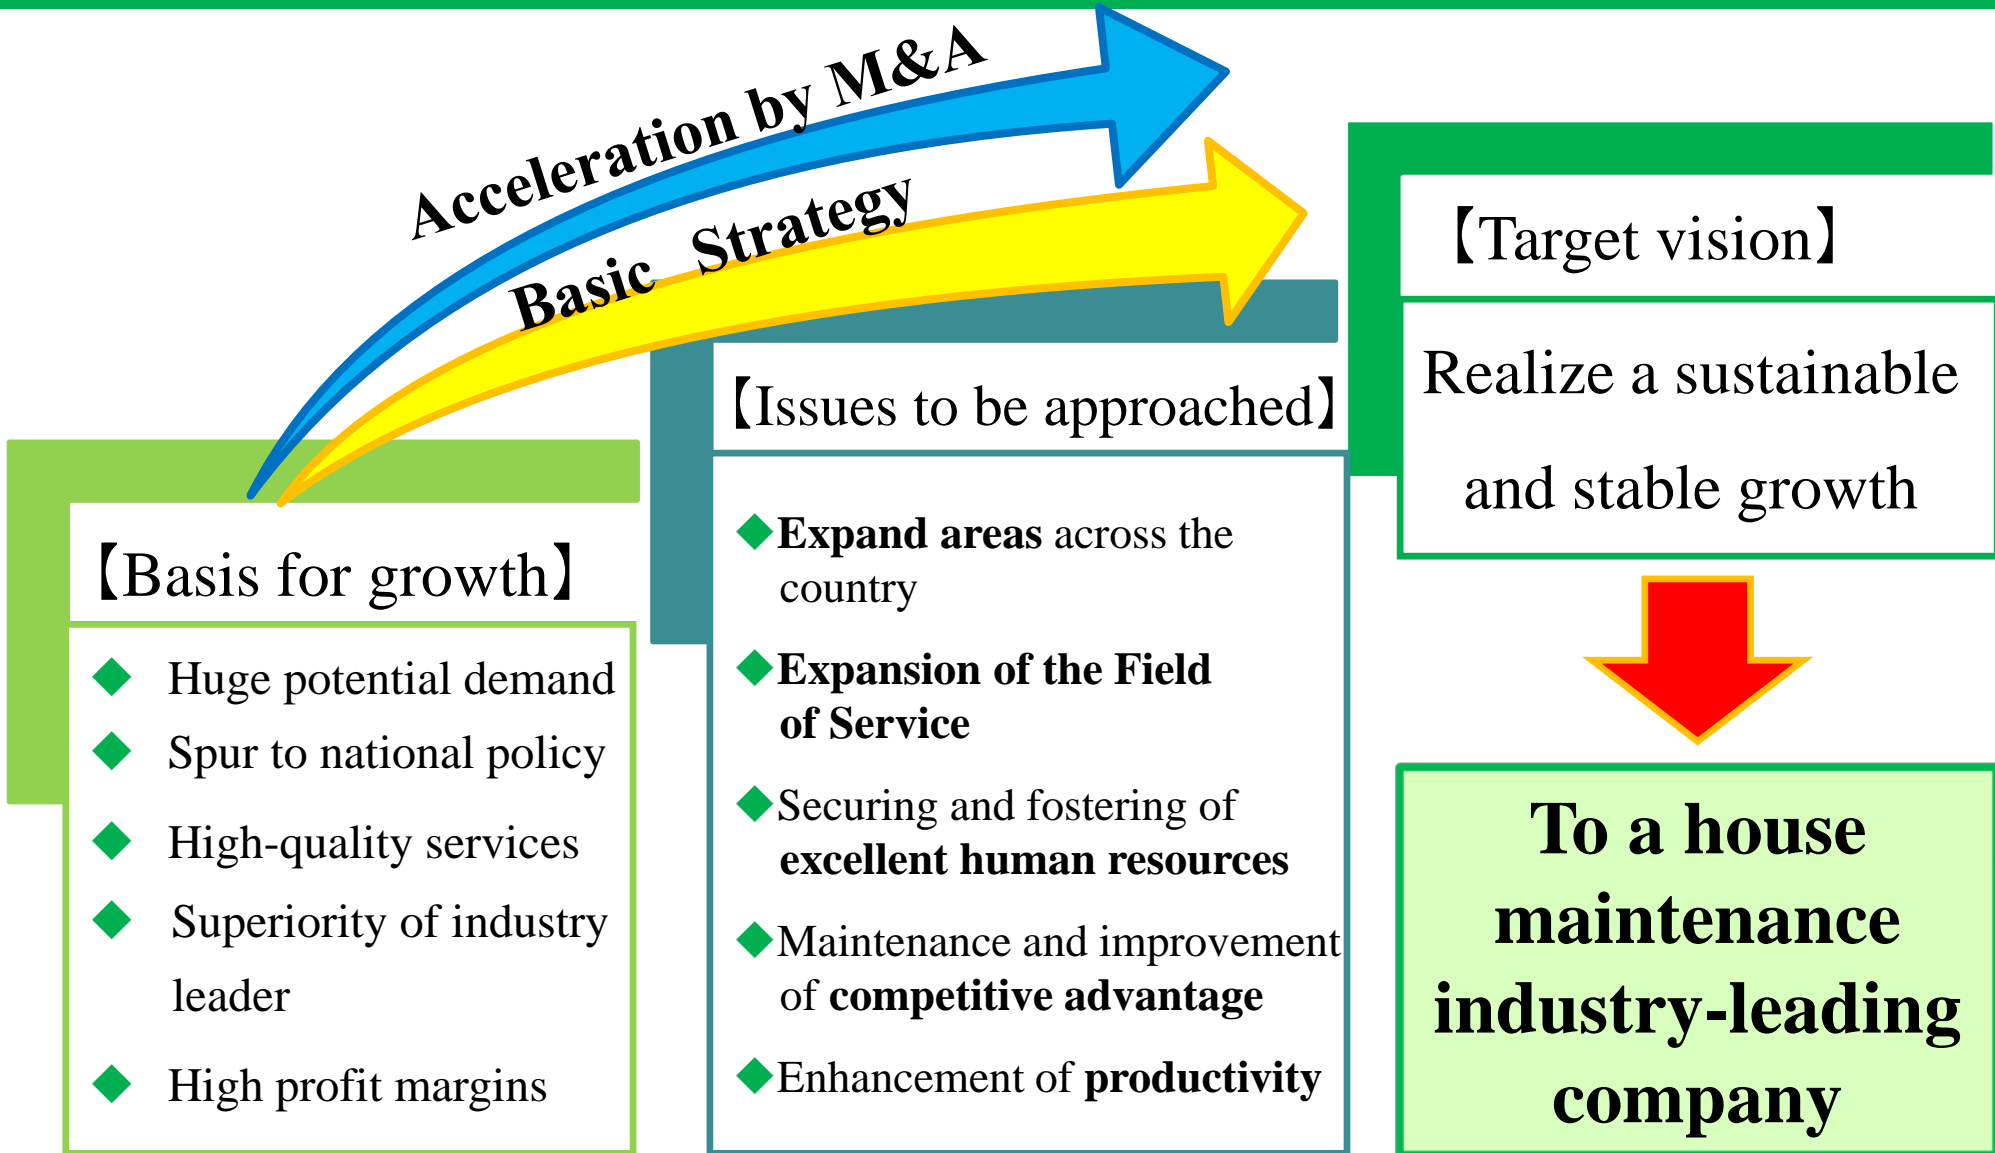 Acceleration by M&A
Basic Strategy
【Basis for growth】
◆ Huge potential demand
◆ Spur to national policy
◆ High-quality services
◆ Superiority of industry
leader
◆ High profit margins
【Issues to be approached】
◆Expand areas across the
country
◆Expansion of the Field
of Service
◆Securing and fostering of
excellent human resources
◆Maintenance and improvement
of competitive advantage
◆Enhancement of productivity
【Target vision】
Realize a sustainable
and stable growth
To a house
maintenance
industry-leading
company